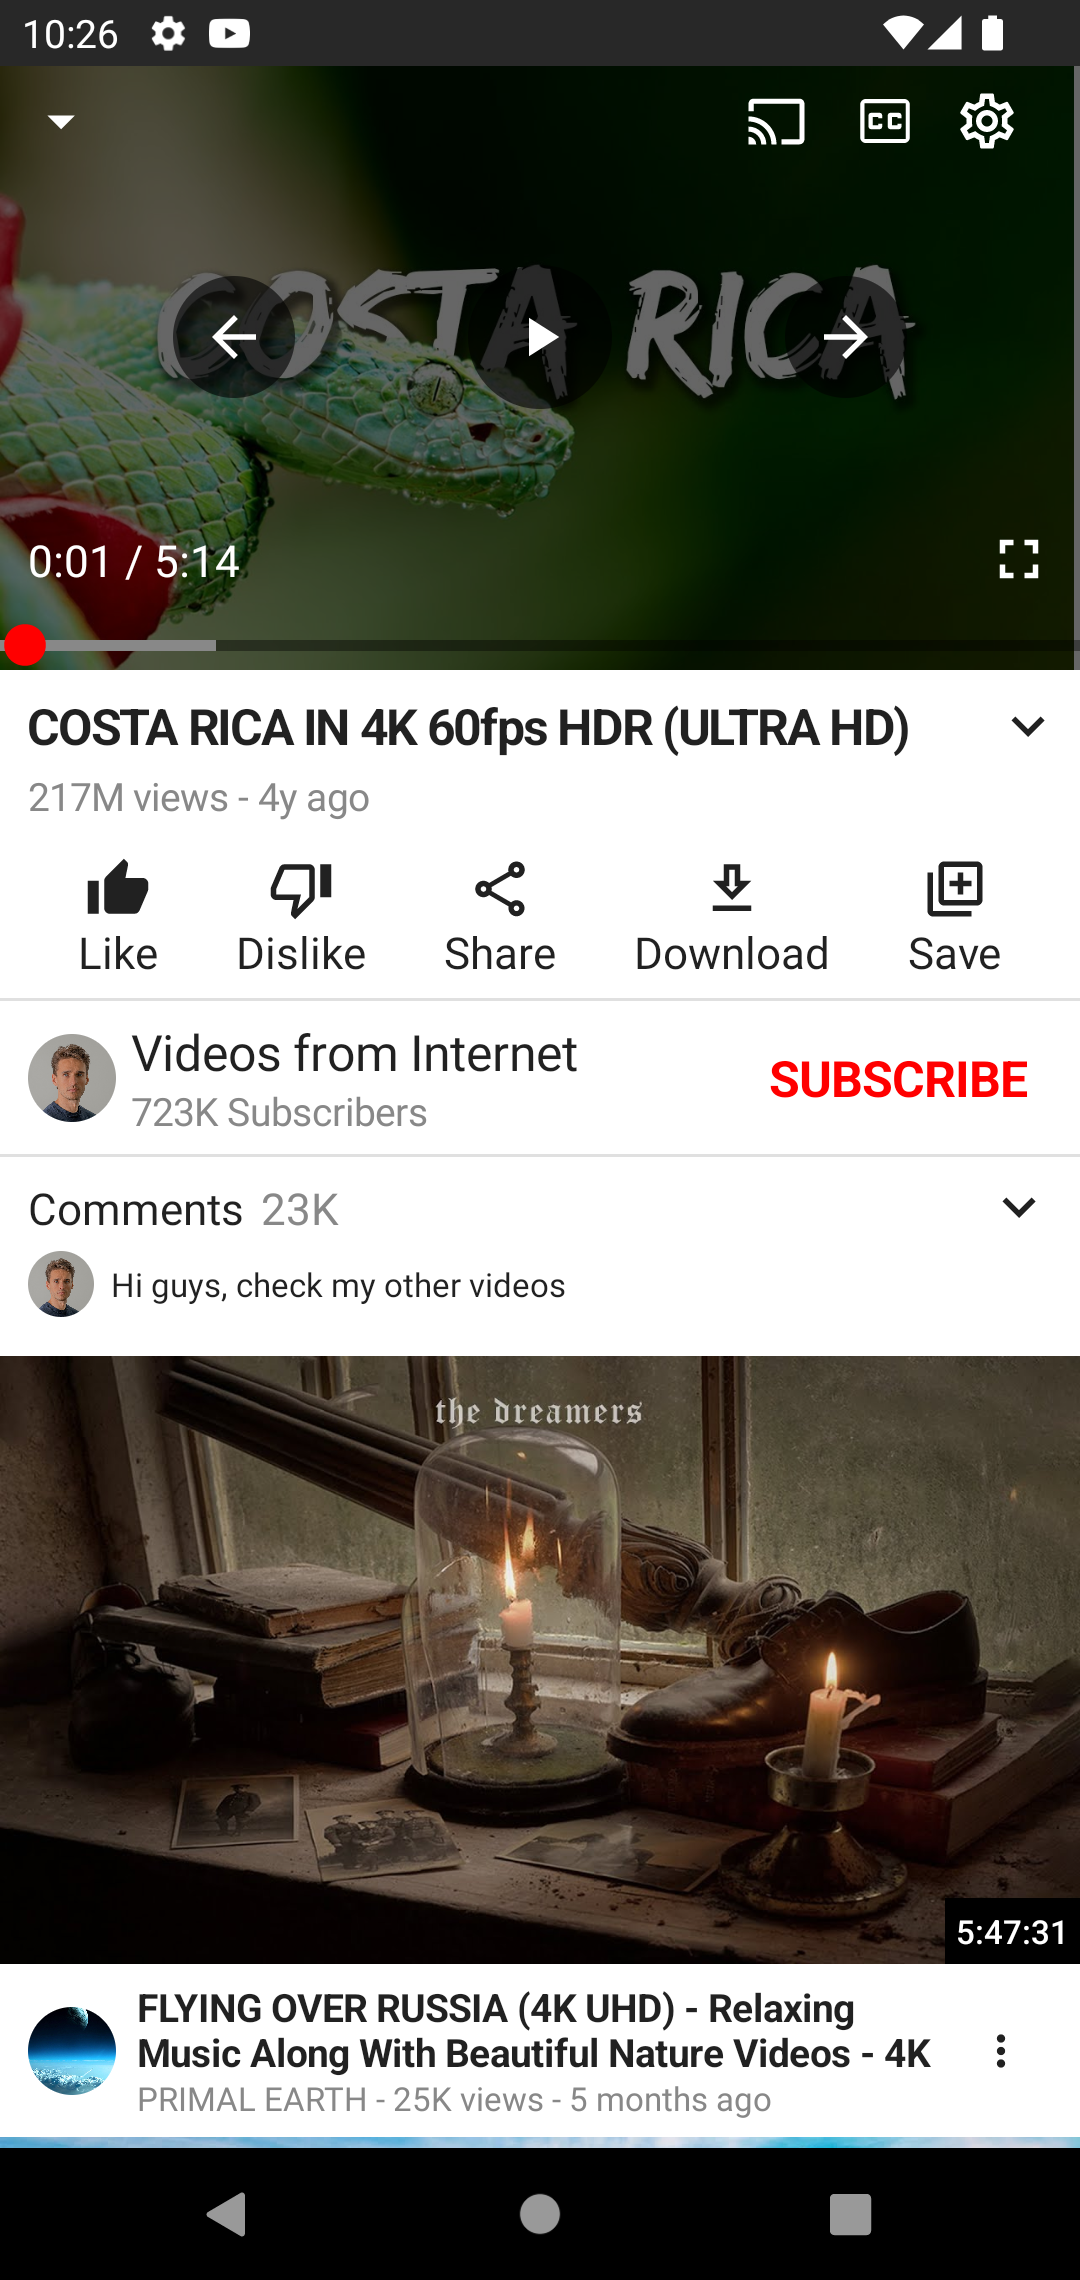 10:26
CC
COSTA RICA
0:01 / 5:14
COSTA RICA IN 4K 60fps HDR (ULTRA HD)
217M views - 4y ago
Like Dislike Share Download Save
Videos from Internet
723K Subscribers
SUBSCRIBE
Comments 23K
Hi guys, check my other videos
the dreamers
5:47:31
FLYING OVER RUSSIA (4K UHD) - Relaxing
Music Along With Beautiful Nature Videos - 4K
PRIMAL EARTH - 25K views - 5 months ago